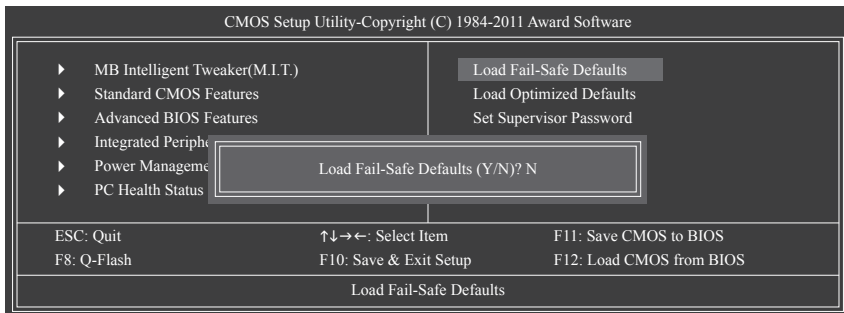 CMOS Setup Utility-Copyright (C) 1984-2011 Award Software
MB Intelligent Tweaker(M.I.T.)
Standard CMOS Features
Advanced BIOS Features
Integrated Periphe
Power Manageme
PC Health Status
Load Fail-Safe Defaults
Load Optimized Defaults
Set Supervisor Password
Load Fail-Safe Defaults (Y/N)? N
ESC: Quit
↑↓→←: Select Item
F11: Save CMOS to BIOS
F8: Q-Flash
F10: Save & Exit Setup
F12: Load CMOS from BIOS
Load Fail-Safe Defaults